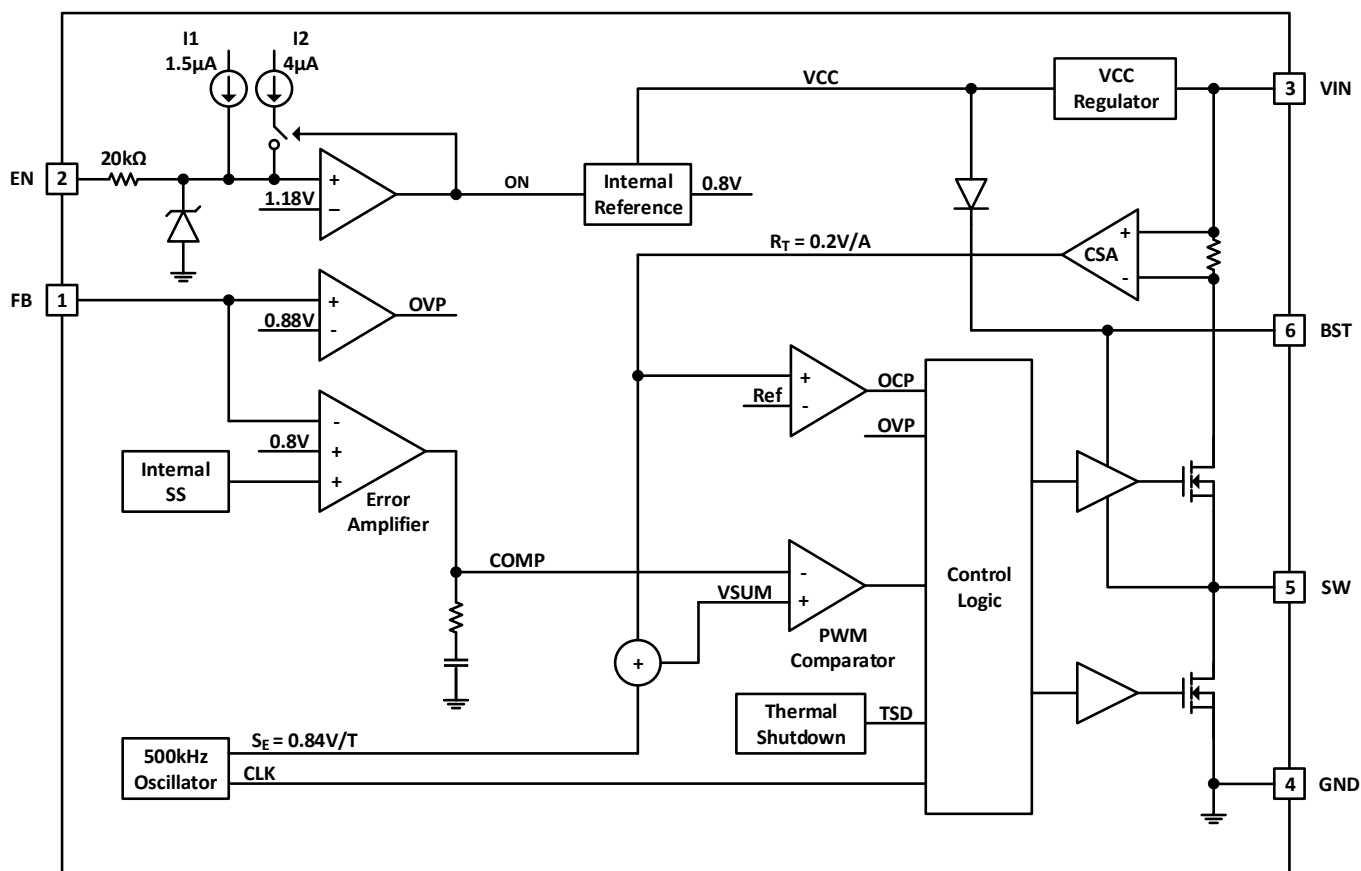 I1
1.5µA
I2
4µA
VCC
VCC
Regulator
3
VIN
EN
2
20kΩ
+
1.18V
–
ON
Internal
Reference
0.8V
RT = 0.2V/A
CSA
+
-
FB
1
+
0.88V
-
OVP
6
BST
+
Ref
-
OCP
OVP
-
0.8V
+
+
Internal
SS
Error
Amplifier
COMP
-
VSUM
+
PWM
Comparator
Control
Logic
5
SW
+
Thermal
Shutdown
TSD
SE = 0.84V/T
500kHz
Oscillator
CLK
4
GND